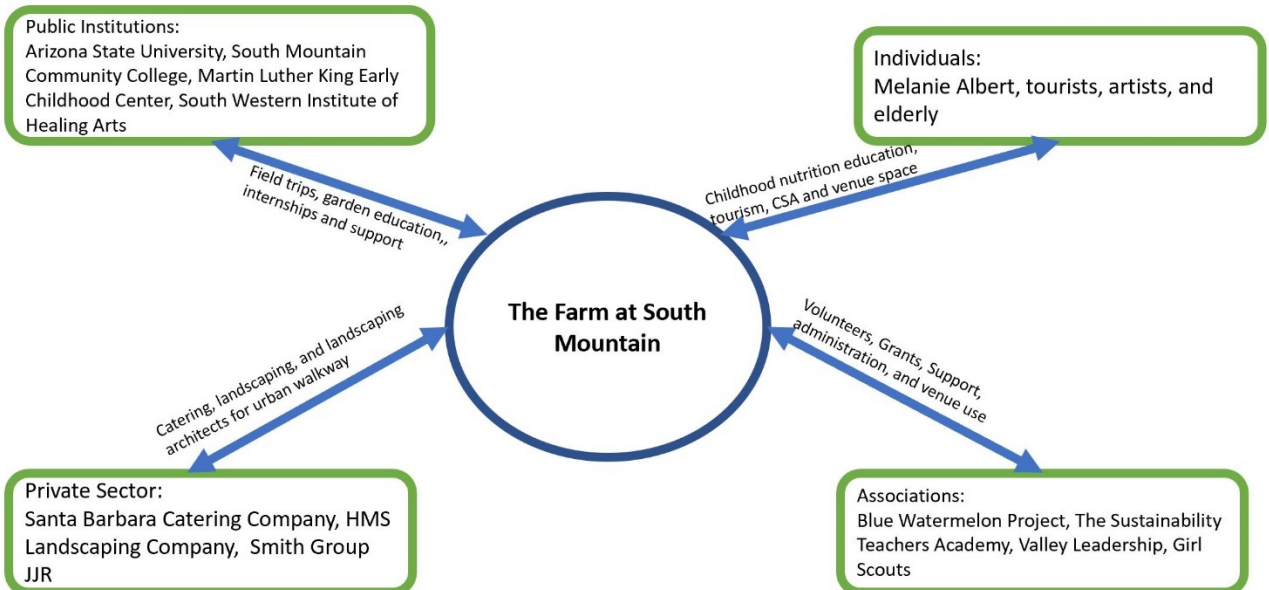 Public Institutions:
Arizona State University, South Mountain
Community College, Martin Luther King Early
Childhood Center, South Western Institute of
Healing Arts
Individuals:
Melanie Albert, tourists, artists, and
elderly
Field trips, garden education,,
internships and support
Childhood nutrition education,
tourism, CSA and venue space
The Farm at South
Mountain
Catering, landscaping, and landscaping
architects for urban walkway
Volunteers, Grants, Support,
administration, and venue use
Private Sector:
Santa Barbara Catering Company, HMS
Landscaping Company, Smith Group
JJR
Associations:
Blue Watermelon Project, The Sustainability
Teachers Academy, Valley Leadership, Girl
Scouts